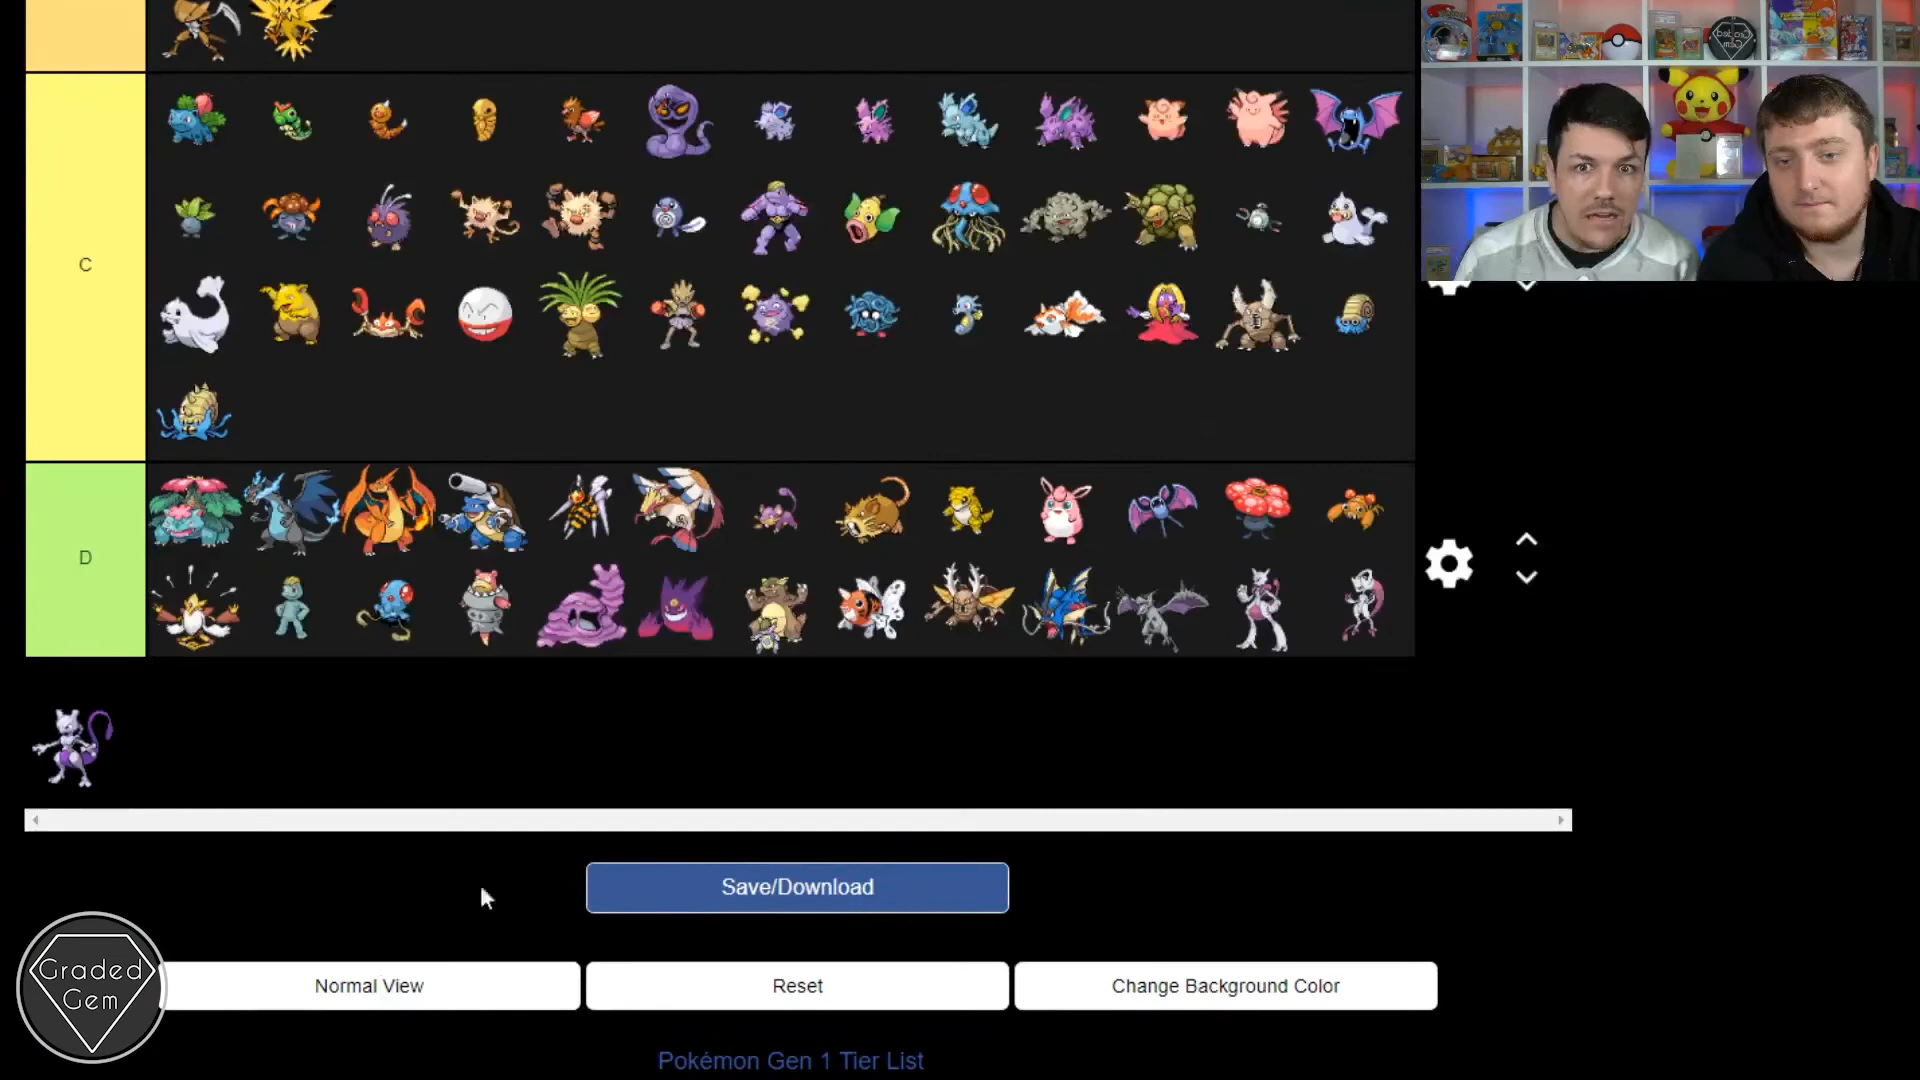 C
D
Save/Download
Graded
Gem
Normal View
Reset
Change Background Color
Pokémon Gen 1 Tier List